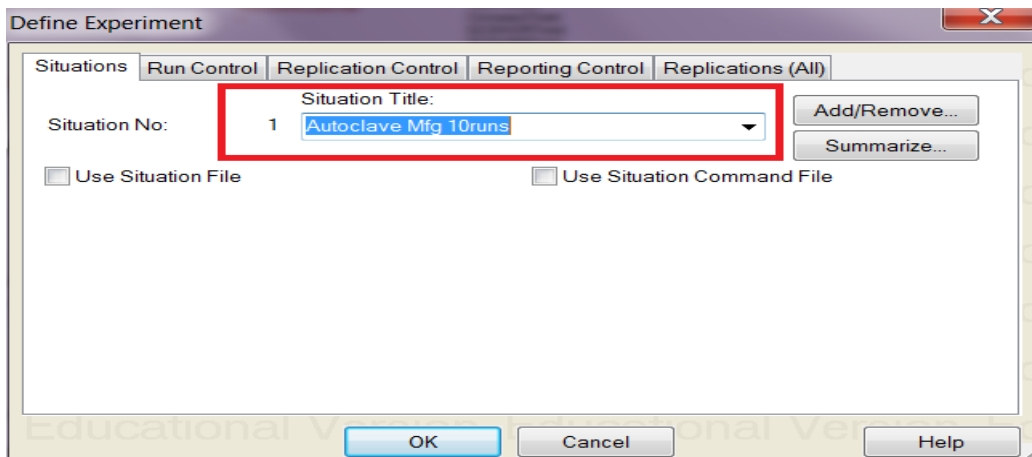 Define Experiment
Situations Run Control Replication Control Reporting Control Replications (All)
Situation Title:
Situation No: 1 Autoclave Mfg 10runs Add/Remove...
Summarize...
Use Situation File Use Situation Command File
Educational Version Educational Version
OK Cancel Help